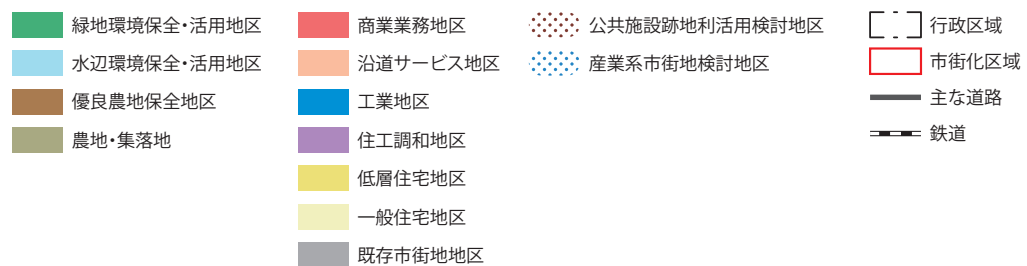 緑地環境保全・活用地区
水辺環境保全・活用地区
優良農地保全地区
農地・集落地
商業業務地区
沿道サービス地区
工業地区
住工調和地区
低層住宅地区
一般住宅地区
既存市街地地区
公共施設跡地利活用検討地区
産業系市街地検討地区
行政区域
市街化区域
主な道路
鉄道